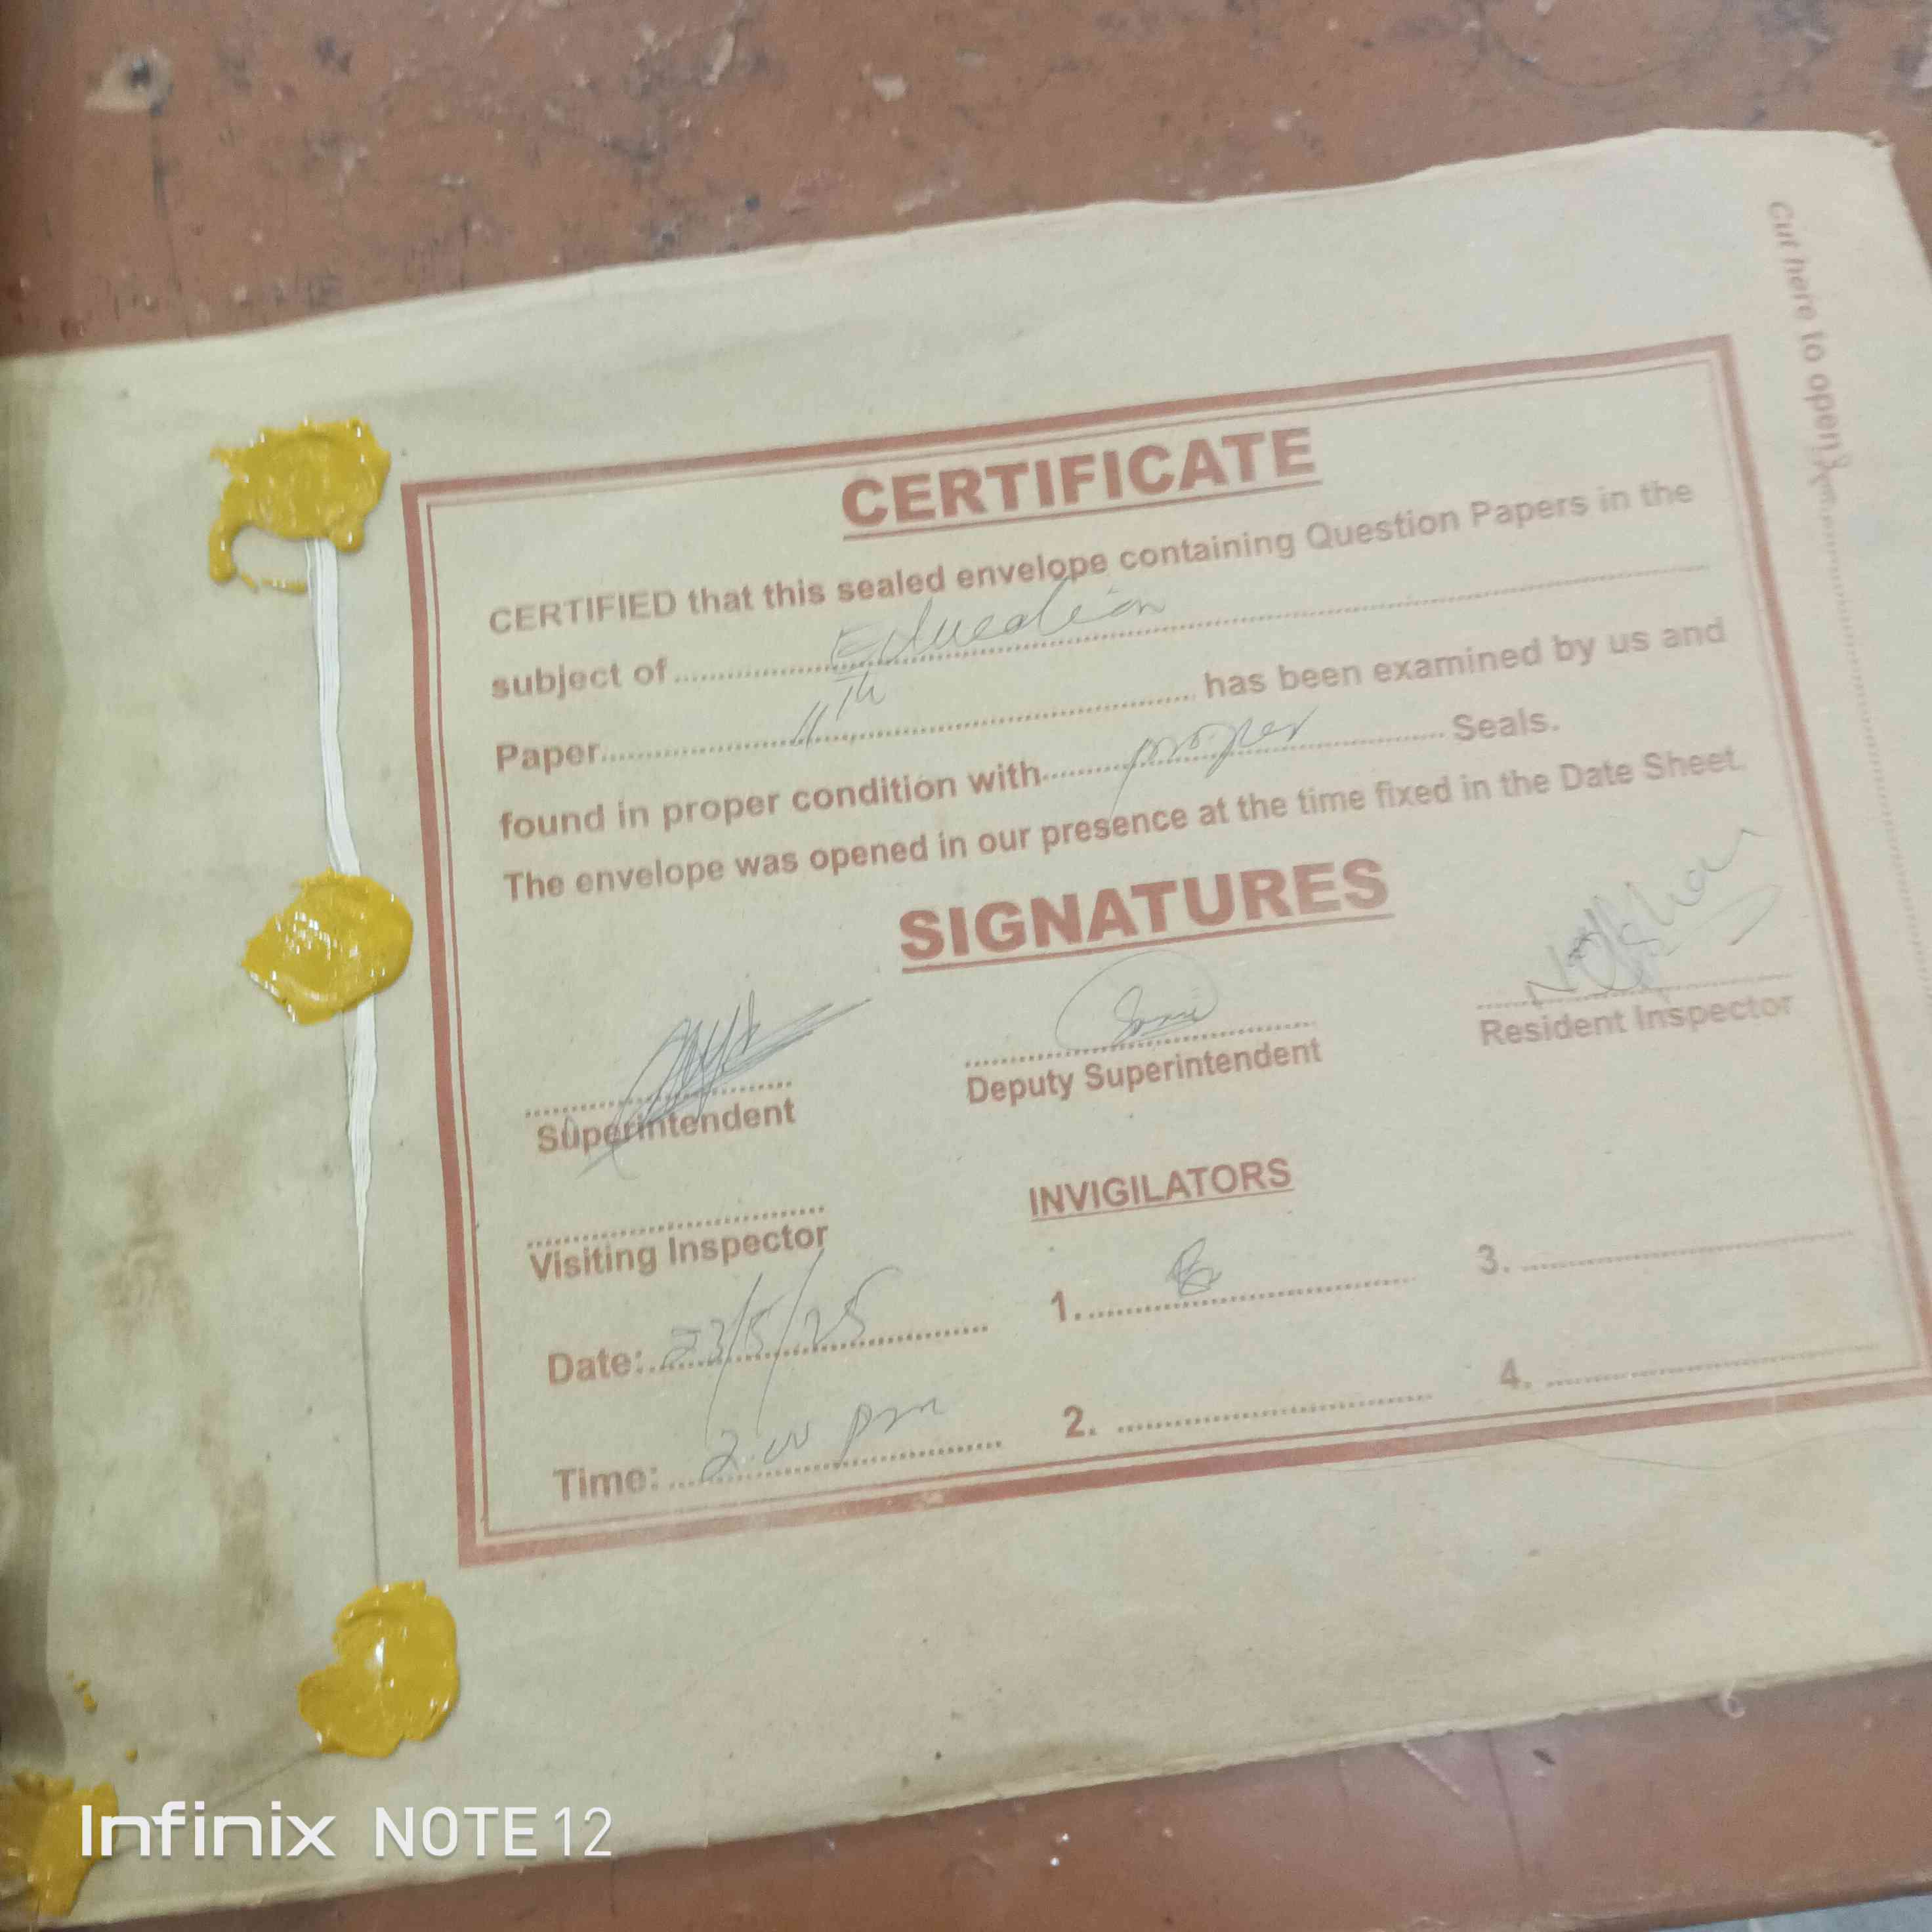 Cut here to open
CERTIFICATE
CERTIFIED that this sealed envelope containing Question Papers in the
subject of Education
Paper 11th has been examined by us and
found in proper condition with proper Seals.
The envelope was opened in our presence at the time fixed in the Date Sheet.
SIGNATURES
Superintendent
Deputy Superintendent
Resident Inspector
Visiting Inspector
INVIGILATORS
1.
3.
Date: 23/5/25
2.
4.
Time: 2.00 pm
Infinix NOTE 12